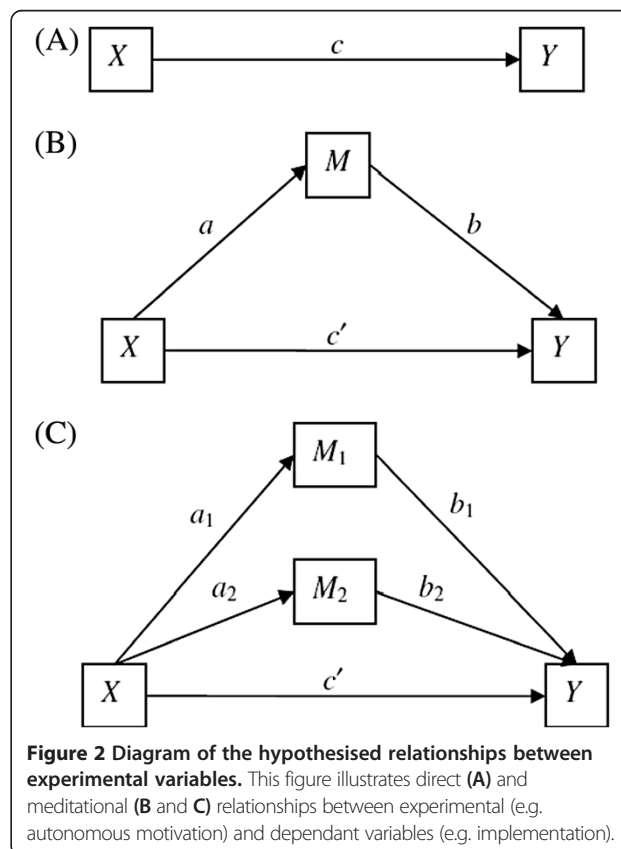 (A)
X
c
Y
(B)
M
a
b
X
c′
Y
(C)
M₁
a₁
b₁
M₂
a₂
b₂
X
c′
Y
Figure 2 Diagram of the hypothesised relationships between
experimental variables. This figure illustrates direct (A) and
meditational (B and C) relationships between experimental (e.g.
autonomous motivation) and dependant variables (e.g. implementation).